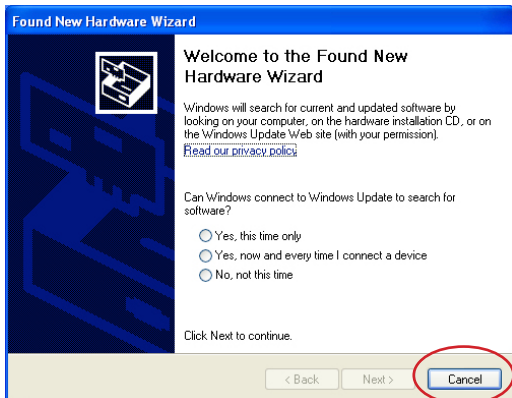 Found New Hardware Wizard
Welcome to the Found New
Hardware Wizard
Windows will search for current and updated software by
looking on your computer, on the hardware installation CD, or on
the Windows Update Web site (with your permission).
Read our privacy policy
Can Windows connect to Windows Update to search for
software?
Yes, this time only
Yes, now and every time I connect a device
No, not this time
Click Next to continue.
< Back Next > Cancel